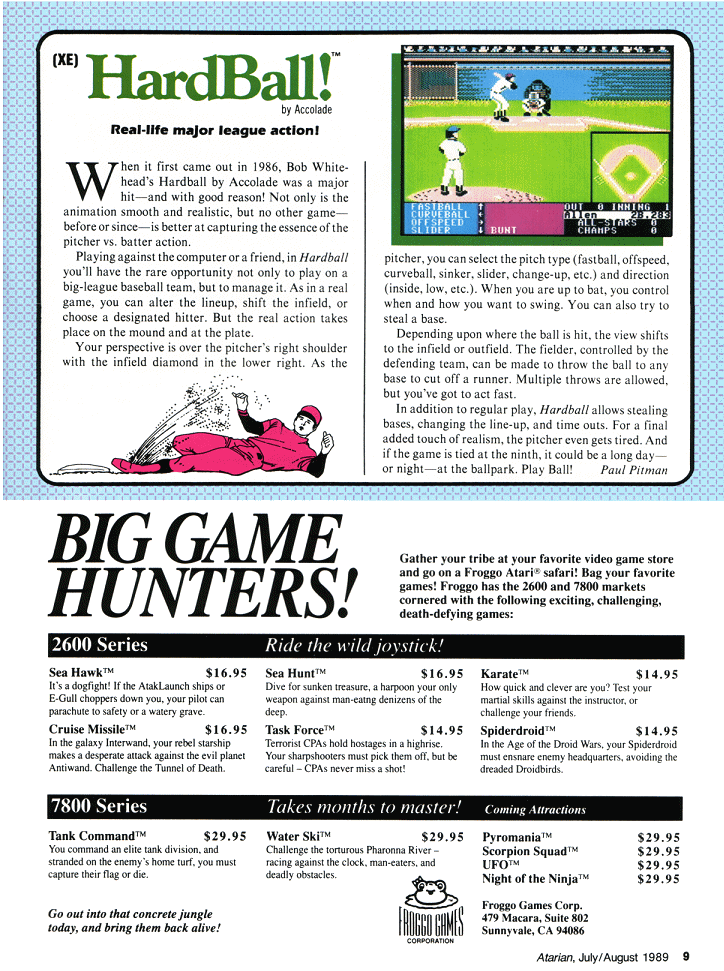 (XE)
HardBall!™
by Accolade
Real-life major league action!
When it first came out in 1986, Bob White-
head's Hardball by Accolade was a major
hit—and with good reason! Not only is the
animation smooth and realistic, but no other game—
before or since—is better at capturing the essence of the
pitcher vs. batter action.
Playing against the computer or a friend, in Hardball
you'll have the rare opportunity not only to play on a
big-league baseball team, but to manage it. As in a real
game, you can alter the lineup, shift the infield, or
choose a designated hitter. But the real action takes
place on the mound and at the plate.
Your perspective is over the pitcher's right shoulder
with the infield diamond in the lower right. As the
FASTBALL ↑
CURVEBALL ←
OFFSPEED →
SLIDER ↓ BUNT
OUT 0 INNING 1
Allen 28.283
ALL-STARS 0
CHAMPS 0
pitcher, you can select the pitch type (fastball, offspeed,
curveball, sinker, slider, change-up, etc.) and direction
(inside, low, etc.). When you are up to bat, you control
when and how you want to swing. You can also try to
steal a base.
Depending upon where the ball is hit, the view shifts
to the infield or outfield. The fielder, controlled by the
defending team, can be made to throw the ball to any
base to cut off a runner. Multiple throws are allowed,
but you've got to act fast.
In addition to regular play, Hardball allows stealing
bases, changing the line-up, and time outs. For a final
added touch of realism, the pitcher even gets tired. And
if the game is tied at the ninth, it could be a long day—
or night—at the ballpark. Play Ball! Paul Pitman
BIG GAME
HUNTERS!
Gather your tribe at your favorite video game store
and go on a Froggo Atari® safari! Bag your favorite
games! Froggo has the 2600 and 7800 markets
cornered with the following exciting, challenging,
death-defying games:
2600 Series Ride the wild joystick!
Sea Hawk™ $16.95
It's a dogfight! If the AtakLaunch ships or
E-Gull choppers down you, your pilot can
parachute to safety or a watery grave.
Cruise Missile™ $16.95
In the galaxy Interwand, your rebel starship
makes a desperate attack against the evil planet
Antiwand. Challenge the Tunnel of Death.
Sea Hunt™ $16.95
Dive for sunken treasure, a harpoon your only
weapon against man-eatng denizens of the
deep.
Task Force™ $14.95
Terrorist CPAs hold hostages in a highrise.
Your sharpshooters must pick them off, but be
careful – CPAs never miss a shot!
Karate™ $14.95
How quick and clever are you? Test your
martial skills against the instructor, or
challenge your friends.
Spiderdroid™ $14.95
In the Age of the Droid Wars, your Spiderdroid
must ensnare enemy headquarters, avoiding the
dreaded Droidbirds.
7800 Series Takes months to master! Coming Attractions
Tank Command™ $29.95
You command an elite tank division, and
stranded on the enemy's home turf, you must
capture their flag or die.
Water Ski™ $29.95
Challenge the torturous Pharonna River –
racing against the clock, man-eaters, and
deadly obstacles.
Pyromania™ $29.95
Scorpion Squad™ $29.95
UFO™ $29.95
Night of the Ninja™ $29.95
Go out into that concrete jungle
today, and bring them back alive!
FROGGO GAMES
CORPORATION
Froggo Games Corp.
479 Macara, Suite 802
Sunnyvale, CA 94086
Atarian, July/August 1989 9